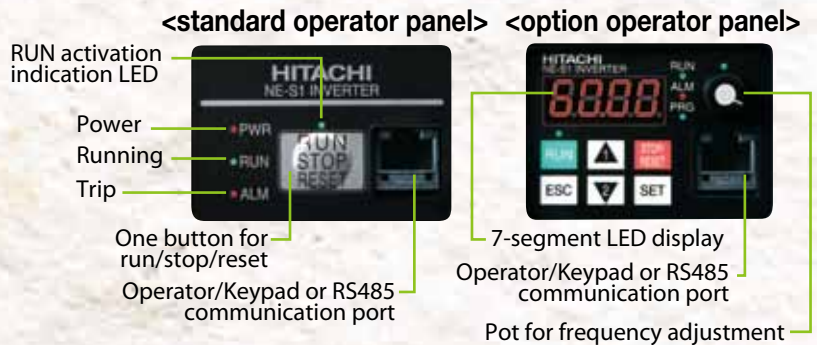 <standard operator panel>
RUN activation
indication LED
HITACHI
NE-S1 INVERTER
Power
PWR
Running
RUN
Trip
ALM
RUN
STOP
RESET
One button for
run/stop/reset
Operator/Keypad or RS485
communication port
<option operator panel>
HITACHI
NE-S1 INVERTER
RUN
ALM
PRG
8.8.8.8.
RUN
1
STOP
RESET
ESC
2
SET
7-segment LED display
Operator/Keypad or RS485
communication port
Pot for frequency adjustment